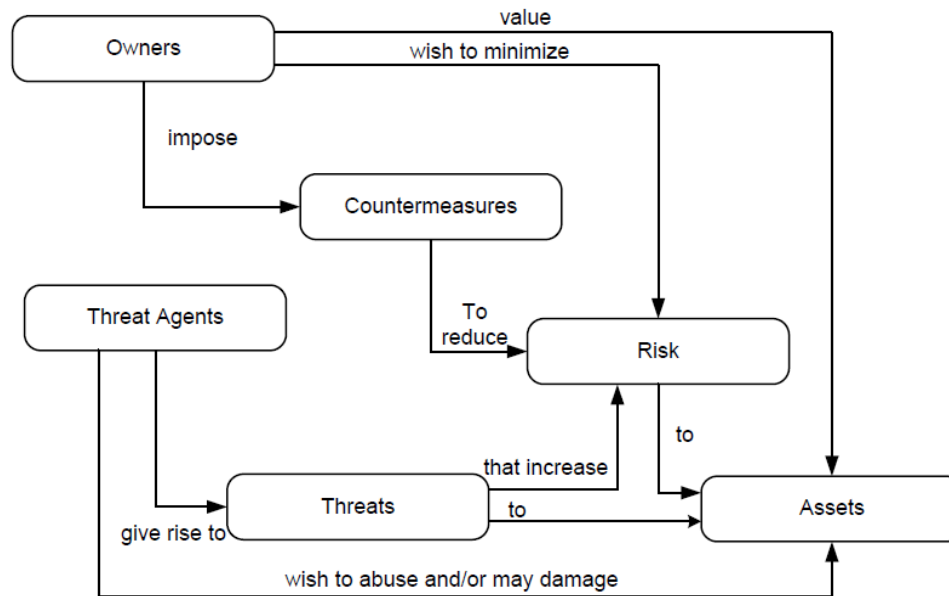 value
Owners
wish to minimize
impose
Countermeasures
To
reduce
Threat Agents
Risk
to
that increase
Threats
to
Assets
give rise to
wish to abuse and/or may damage